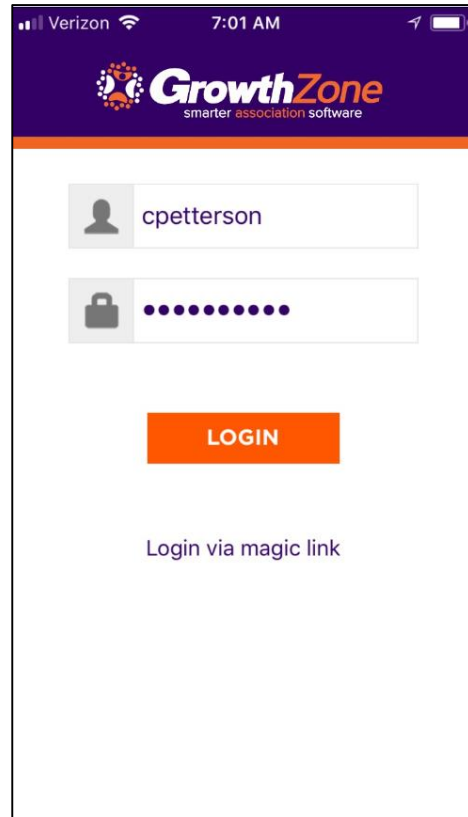 Verizon 7:01 AM
GrowthZone
smarter association software
cpetterson
••••••••••
LOGIN
Login via magic link